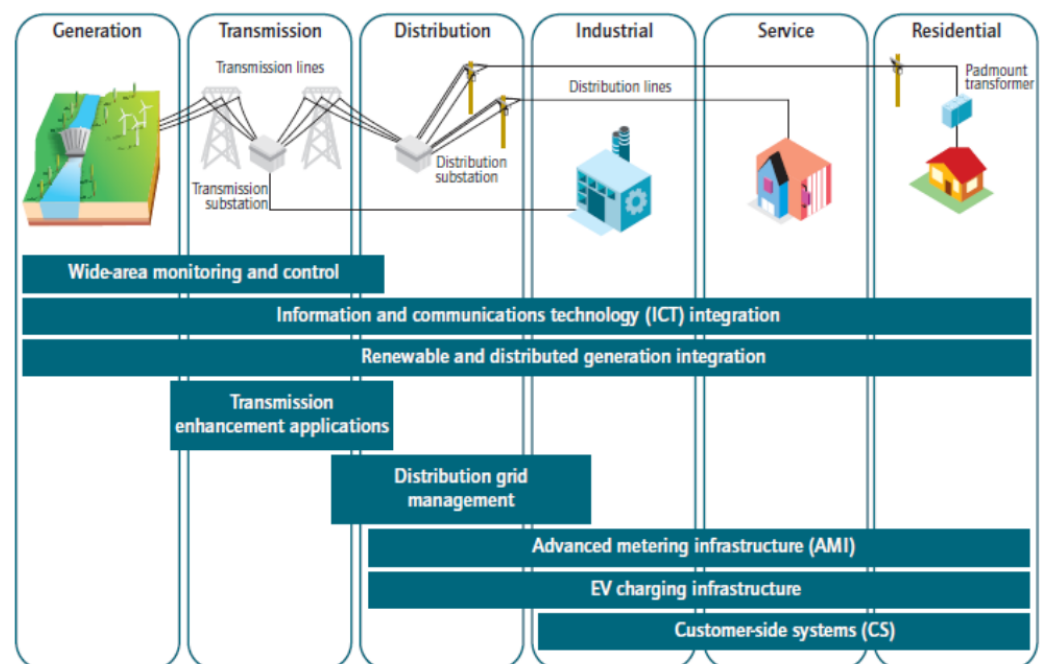 Generation
Transmission
Distribution
Industrial
Service
Residential
Transmission lines
Padmount
transformer
Distribution lines
Distribution
substation
Transmission
substation
Wide-area monitoring and control
Information and communications technology (ICT) integration
Renewable and distributed generation integration
Transmission
enhancement applications
Distribution grid
management
Advanced metering infrastructure (AMI)
EV charging infrastructure
Customer-side systems (CS)